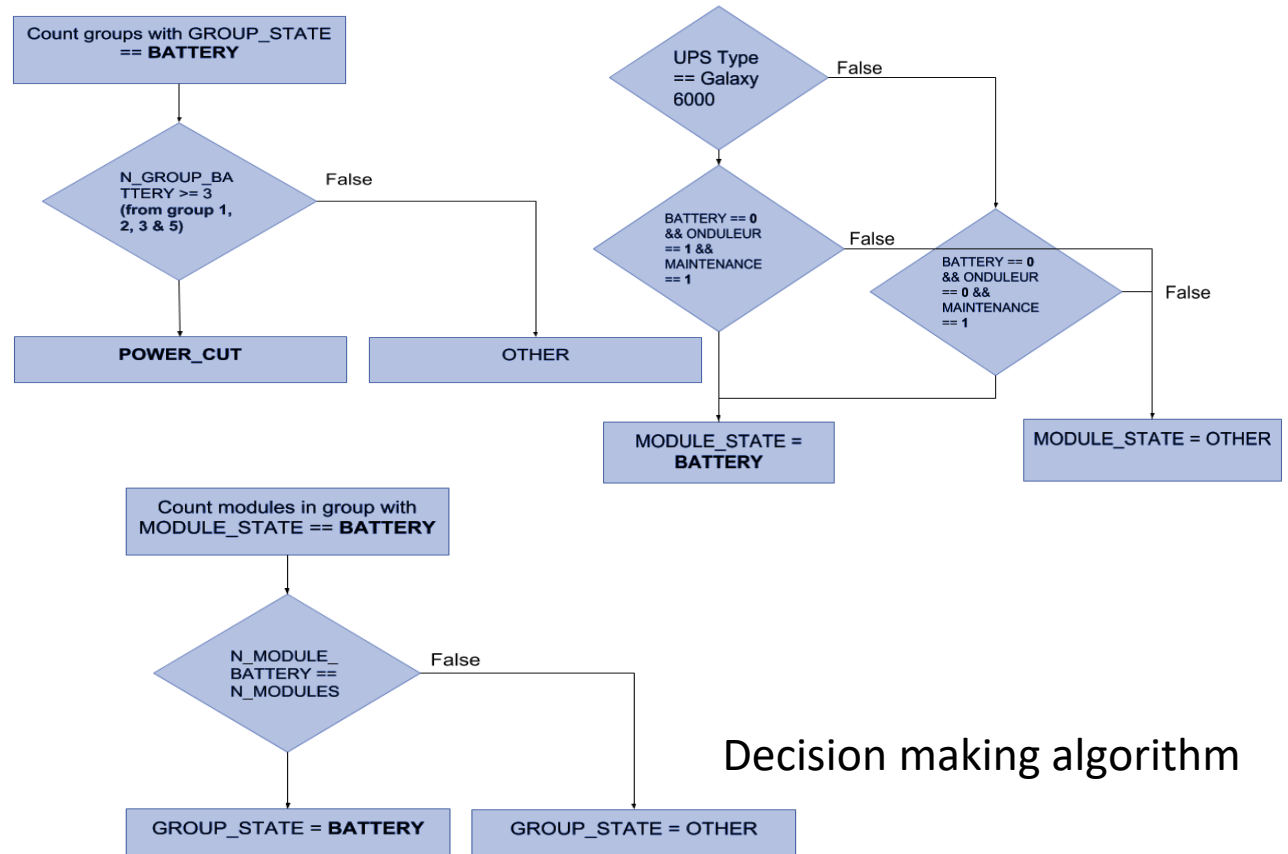 Count groups with GROUP_STATE
== BATTERY
N_GROUP_BA
TTERY >= 3
(from group 1,
2, 3 & 5)
False
POWER_CUT
OTHER
UPS Type
== Galaxy
6000
False
BATTERY == 0
&& ONDULEUR
== 1 &&
MAINTENANCE
== 1
False
BATTERY == 0
&& ONDULEUR
== 0 &&
MAINTENANCE
== 1
False
MODULE_STATE =
BATTERY
MODULE_STATE = OTHER
Count modules in group with
MODULE_STATE == BATTERY
N_MODULE_
BATTERY ==
N_MODULES
False
GROUP_STATE = BATTERY
GROUP_STATE = OTHER
Decision making algorithm